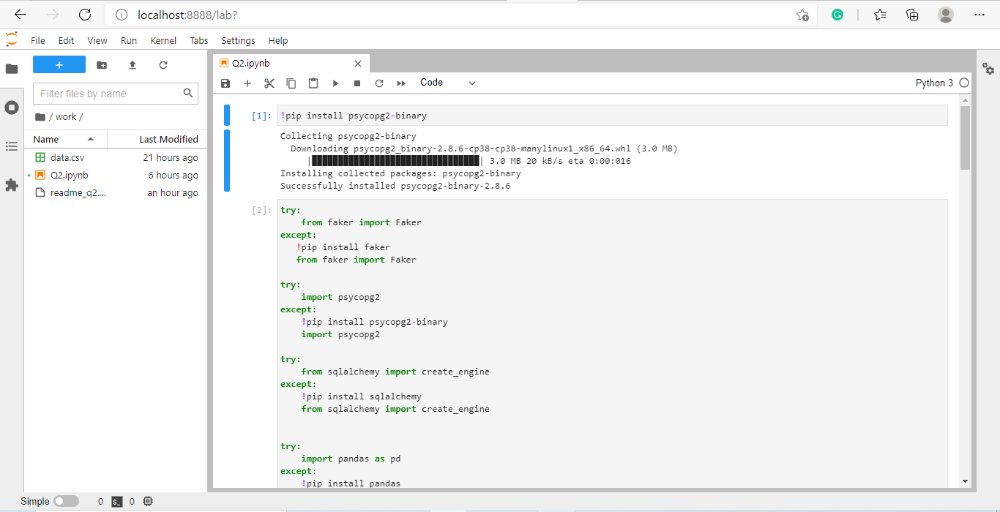 localhost:8888/lab?
File Edit View Run Kernel Tabs Settings Help
Q2.ipynb
Code
Python 3
Filter files by name
/ work /
Name Last Modified
data.csv 21 hours ago
Q2.ipynb 6 hours ago
readme_q2.... an hour ago
[1]: !pip install psycopg2-binary
Collecting psycopg2-binary
  Downloading psycopg2_binary-2.8.6-cp38-cp38-manylinux1_x86_64.whl (3.0 MB)
     |████████████████████████████████| 3.0 MB 20 kB/s eta 0:00:016
Installing collected packages: psycopg2-binary
Successfully installed psycopg2-binary-2.8.6
[2]: try:
    from faker import Faker
except:
   !pip install faker
   from faker import Faker
try:
    import psycopg2
except:
    !pip install psycopg2-binary
    import psycopg2
try:
    from sqlalchemy import create_engine
except:
    !pip install sqlalchemy
    from sqlalchemy import create_engine
try:
    import pandas as pd
except:
    !pip install pandas
Simple 0 $_ 0